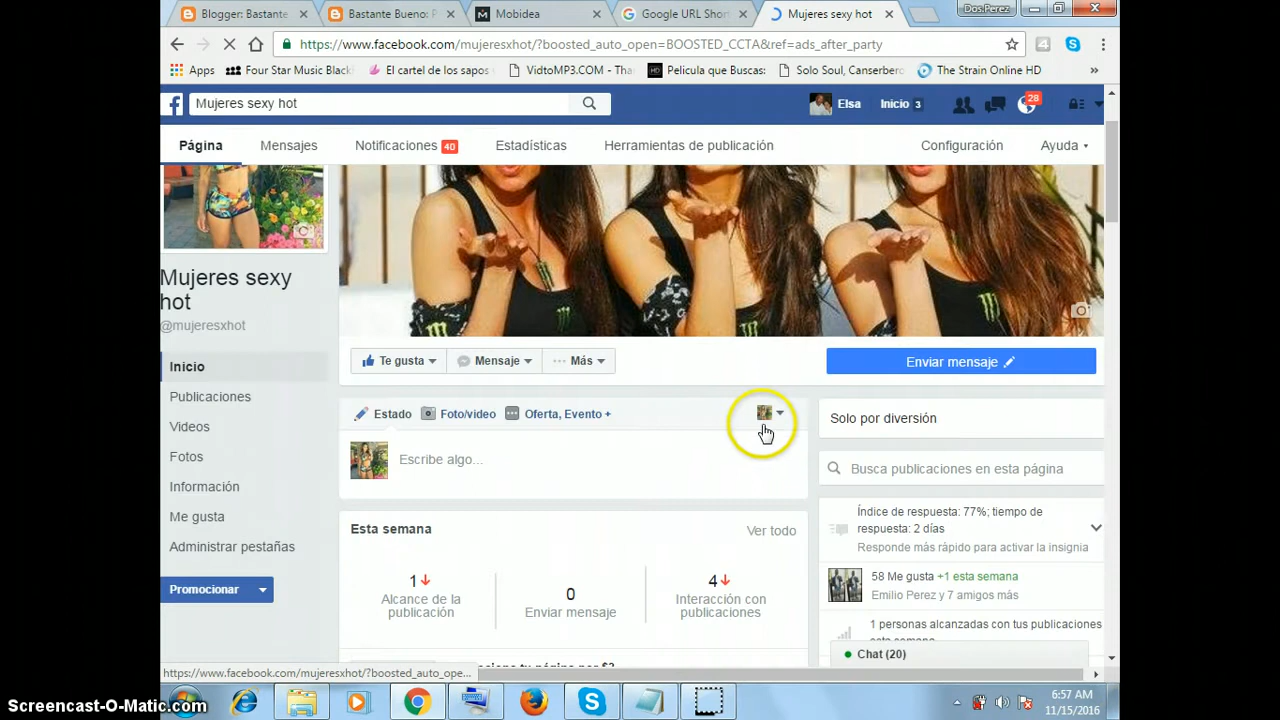 Blogger: Bastante
Bastante Bueno: P
Mobidea
Google URL Short
Mujeres sexy hot
Dos.Perez
https://www.facebook.com/mujeresxhot/?boosted_auto_open=BOOSTED_CCTA&ref=ads_after_party
4
Apps
Four Star Music Black
El cartel de los sapos
VidtoMP3.COM - Tha
HD
Pelicula que Buscas:
Solo Soul, Canserbero
The Strain Online HD
»
Mujeres sexy hot
Elsa
Inicio 3
28
Página
Mensajes
Notificaciones 40
Estadísticas
Herramientas de publicación
Configuración
Ayuda
Mujeres sexy
hot
@mujeresxhot
Inicio
Publicaciones
Videos
Fotos
Información
Me gusta
Administrar pestañas
Promocionar
Te gusta
Mensaje
Más
Enviar mensaje
Estado
Foto/video
Oferta, Evento +
Escribe algo...
Esta semana
Ver todo
1
Alcance de la
publicación
0
Enviar mensaje
4
Interacción con
publicaciones
Solo por diversión
Busca publicaciones en esta página
Índice de respuesta: 77%; tiempo de
respuesta: 2 días
Responde más rápido para activar la insignia
58 Me gusta +1 esta semana
Emilio Perez y 7 amigos más
1 personas alcanzadas con tus publicaciones
Chat (20)
https://www.facebook.com/mujeresxhot/?boosted_auto_ope...
Screencast-O-Matic.com
6:57 AM
11/15/2016